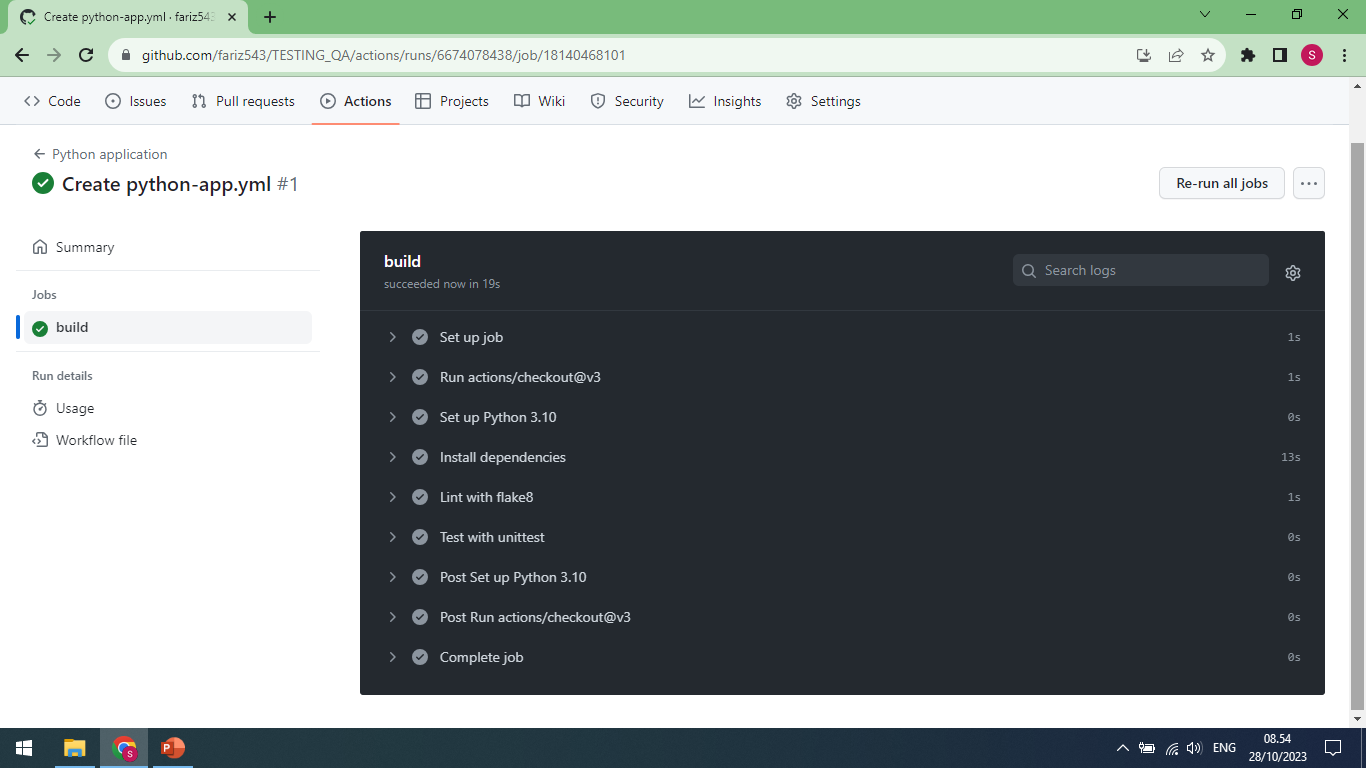 Create python-app.yml · fariz543
github.com/fariz543/TESTING_QA/actions/runs/6674078438/job/18140468101
S
Code Issues Pull requests Actions Projects Wiki Security Insights Settings
Python application
Create python-app.yml #1
Re-run all jobs
Summary
Jobs
build
Run details
Usage
Workflow file
build
succeeded now in 19s
Search logs
Set up job 1s
Run actions/checkout@v3 1s
Set up Python 3.10 0s
Install dependencies 13s
Lint with flake8 1s
Test with unittest 0s
Post Set up Python 3.10 0s
Post Run actions/checkout@v3 0s
Complete job 0s
S
P
ENG
08.54
28/10/2023